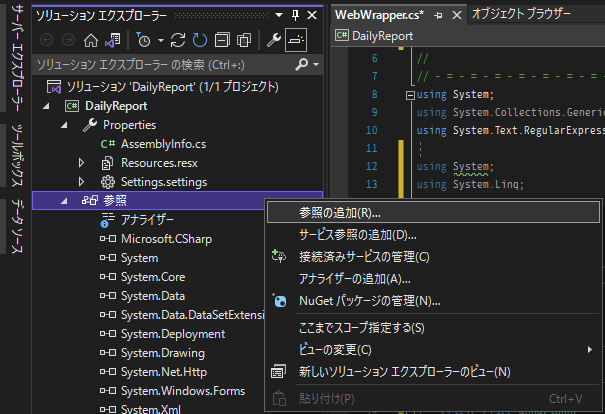 サーバー エクスプローラー
ツールボックス
データ ソース
ソリューション エクスプローラー
ソリューション エクスプローラー の検索 (Ctrl+;)
ソリューション 'DailyReport' (1/1 プロジェクト)
DailyReport
Properties
AssemblyInfo.cs
Resources.resx
Settings.settings
参照
アナライザー
Microsoft.CSharp
System
System.Core
System.Data
System.Data.DataSetExtensi
System.Deployment
System.Drawing
System.Net.Http
System.Windows.Forms
System.Xml
WebWrapper.cs*
オブジェクト ブラウザー
DailyReport
6 //
7 // - = - = - = - = - = - = - = -
8 using System;
9 using System.Collections.Generic
10 using System.Text.RegularExpress
11
12 using System;
13 using System.Linq;
参照の追加(R)...
サービス参照の追加(D)...
接続済みサービスの管理(C)
アナライザーの追加(A)...
NuGet パッケージの管理(N)...
ここまでスコープ指定する(S)
ビューの変更(C)
新しいソリューション エクスプローラーのビュー(N)
貼り付け(P) Ctrl+V